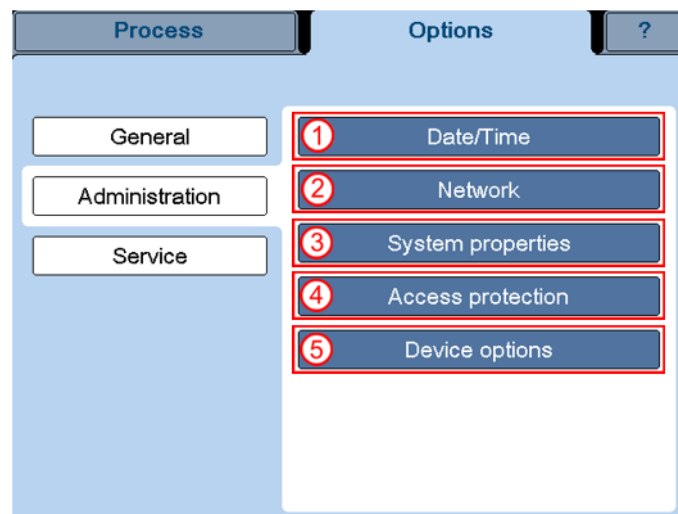 Process Options ?
General
Administration
Service
1 Date/Time
2 Network
3 System properties
4 Access protection
5 Device options